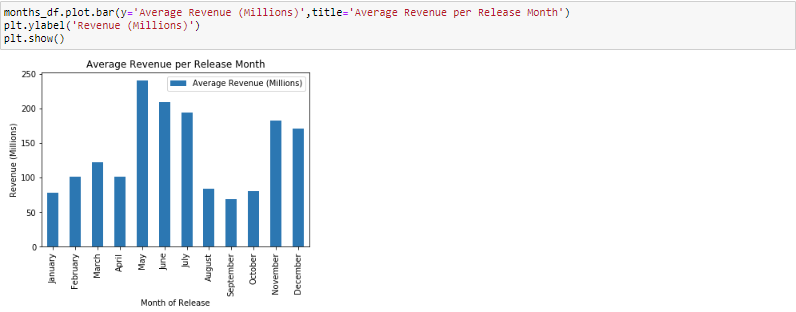 months_df.plot.bar(y='Average Revenue (Millions)',title='Average Revenue per Release Month')
plt.ylabel('Revenue (Millions)')
plt.show()
Average Revenue per Release Month
Average Revenue (Millions)
250
200
150
100
50
0
Revenue (Millions)
January
February
March
April
May
June
July
August
September
October
November
December
Month of Release